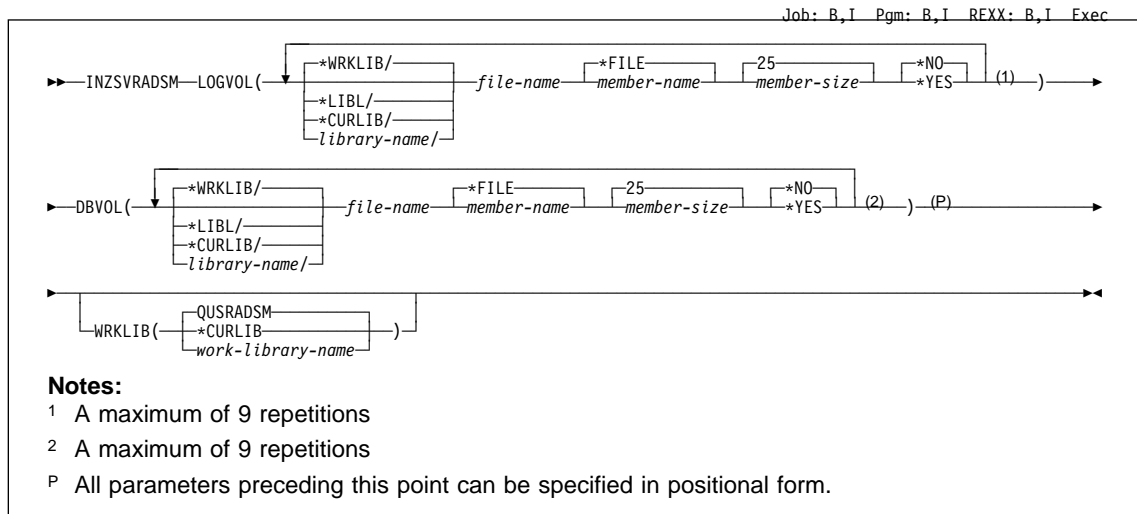 Job: B,I Pgm: B,I REXX: B,I Exec
*WRKLIB/ *FILE 25 *NO
INZSVRADSM LOGVOL( file-name member-name member-size *YES (1) )
*LIBL/
*CURLIB/
library-name/
*WRKLIB/ *FILE 25 *NO
DBVOL( file-name member-name member-size *YES (2) ) (P)
*LIBL/
*CURLIB/
library-name/
QUSRADSM
WRKLIB( *CURLIB )
work-library-name
Notes:
1 A maximum of 9 repetitions
2 A maximum of 9 repetitions
P All parameters preceding this point can be specified in positional form.